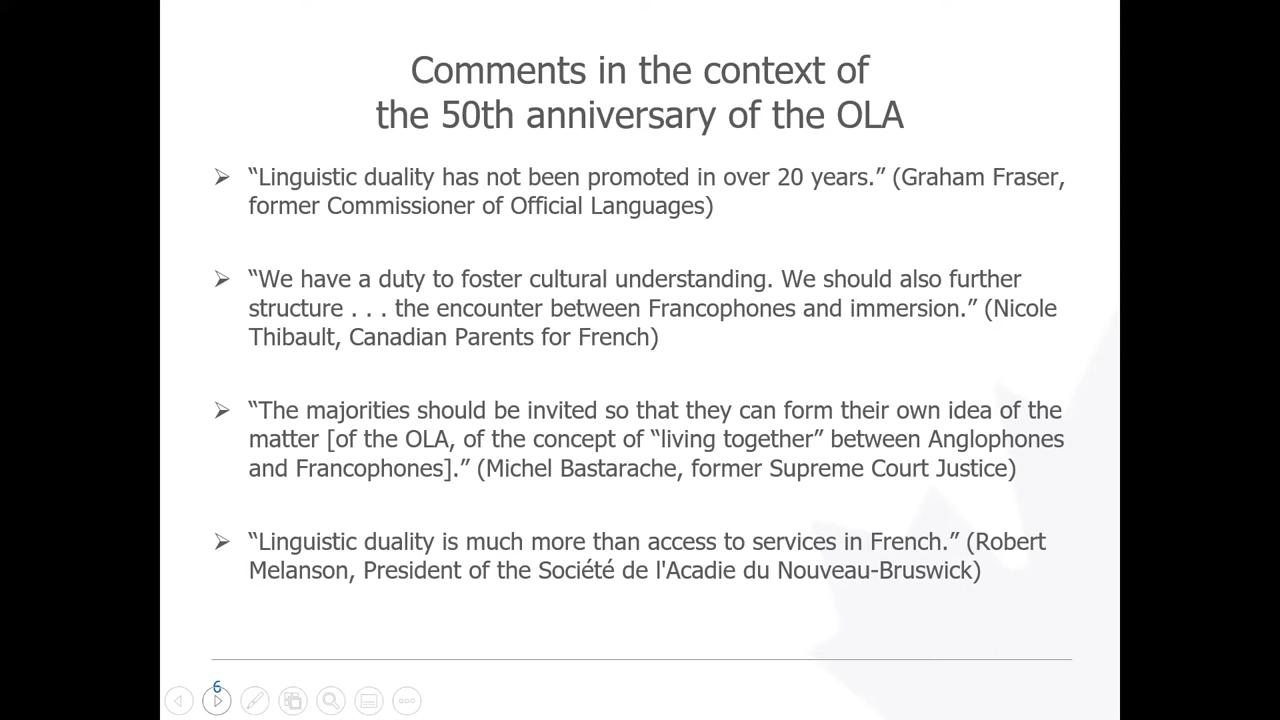 Comments in the context of
the 50th anniversary of the OLA
“Linguistic duality has not been promoted in over 20 years.” (Graham Fraser,
former Commissioner of Official Languages)
“We have a duty to foster cultural understanding. We should also further
structure . . . the encounter between Francophones and immersion.” (Nicole
Thibault, Canadian Parents for French)
“The majorities should be invited so that they can form their own idea of the
matter [of the OLA, of the concept of “living together” between Anglophones
and Francophones].” (Michel Bastarache, former Supreme Court Justice)
“Linguistic duality is much more than access to services in French.” (Robert
Melanson, President of the Société de l'Acadie du Nouveau-Bruswick)
6